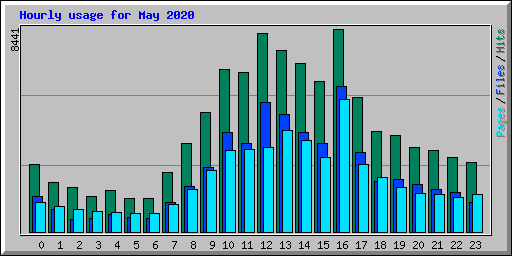 Hourly usage for May 2020
8441
Pages / Files / Hits
0 1 2 3 4 5 6 7 8 9 10 11 12 13 14 15 16 17 18 19 20 21 22 23